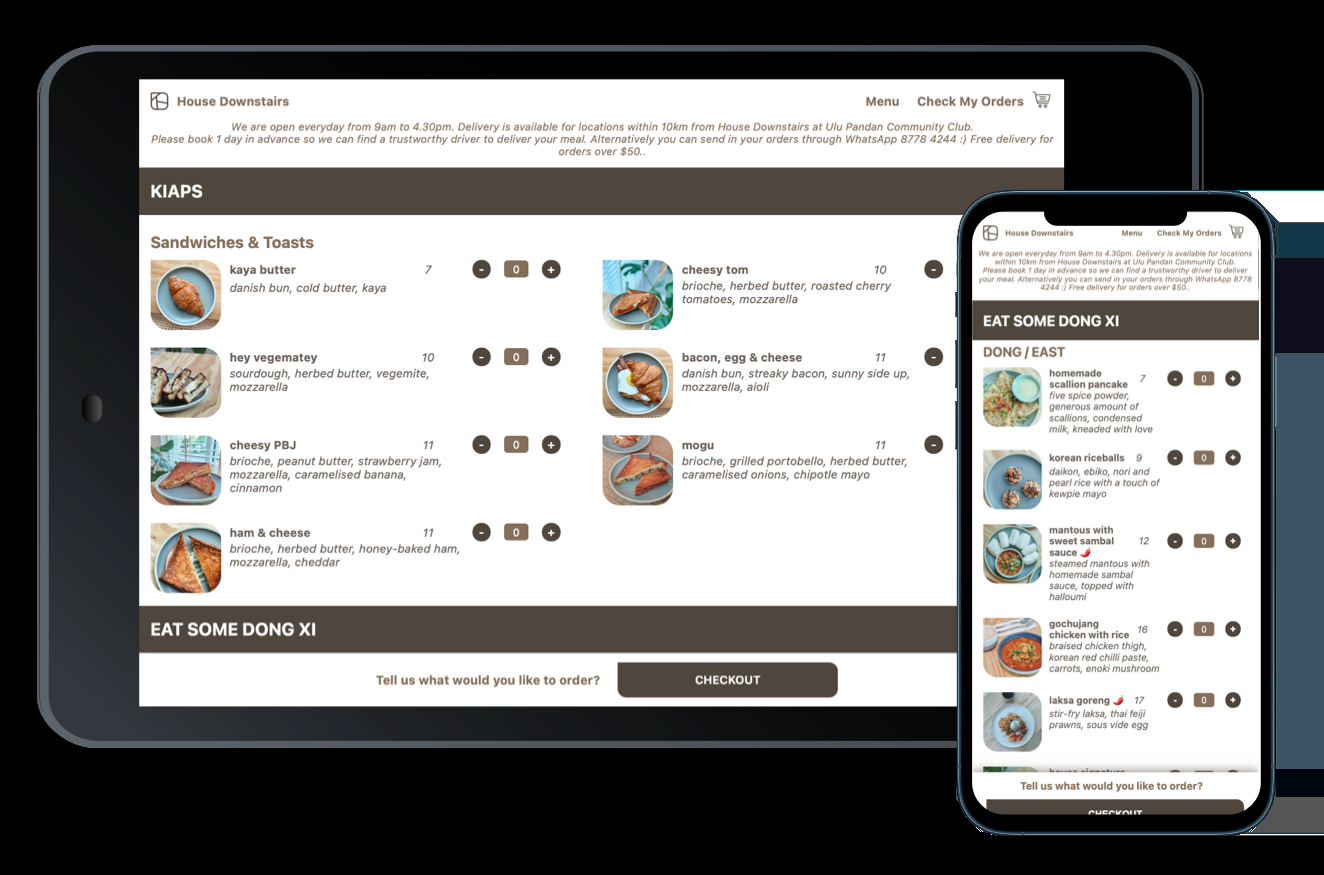 House Downstairs
Menu
Check My Orders
We are open everyday from 9am to 4.30pm. Delivery is available for locations within 10km from House Downstairs at Ulu Pandan Community Club.
Please book 1 day in advance so we can find a trustworthy driver to deliver your meal. Alternatively you can send in your orders through WhatsApp 8778 4244 :) Free delivery for
orders over $50..
KIAPS
Sandwiches & Toasts
kaya butter 7 - 0 +
danish bun, cold butter, kaya
cheesy tom 10 -
brioche, herbed butter, roasted cherry
tomatoes, mozzarella
hey vegematey 10 - 0 +
sourdough, herbed butter, vegemite,
mozzarella
bacon, egg & cheese 11 -
danish bun, streaky bacon, sunny side up,
mozzarella, aioli
cheesy PBJ 11 - 0 +
brioche, peanut butter, strawberry jam,
mozzarella, caramelised banana,
cinnamon
mogu 11 -
brioche, grilled portobello, herbed butter,
caramelised onions, chipotle mayo
ham & cheese 11 - 0 +
brioche, herbed butter, honey-baked ham,
mozzarella, cheddar
EAT SOME DONG XI
Tell us what would you like to order?
CHECKOUT
House Downstairs
Menu
Check My Orders
We are open everyday from 9am to 4.30pm. Delivery is available for locations
within 10km from House Downstairs at Ulu Pandan Community Club.
Please book 1 day in advance so we can find a trustworthy driver to deliver
your meal. Alternatively you can send in your orders through WhatsApp 8778
4244 :) Free delivery for orders over $50..
EAT SOME DONG XI
DONG / EAST
homemade
scallion pancake 7 - 0 +
five spice powder,
generous amount of
scallions, condensed
milk, kneaded with love
korean riceballs 9 - 0 +
daikon, ebiko, nori and
pearl rice with a touch of
kewpie mayo
mantous with
sweet sambal
sauce 🌶️ 12 - 0 +
steamed mantous with
homemade sambal
sauce, topped with
halloumi
gochujang
chicken with rice 16 - 0 +
braised chicken thigh,
korean red chilli paste,
carrots, enoki mushroom
laksa goreng 🌶️ 17 - 0 +
stir-fry laksa, thai feiji
prawns, sous vide egg
house signature
Tell us what would you like to order?
CHECKOUT